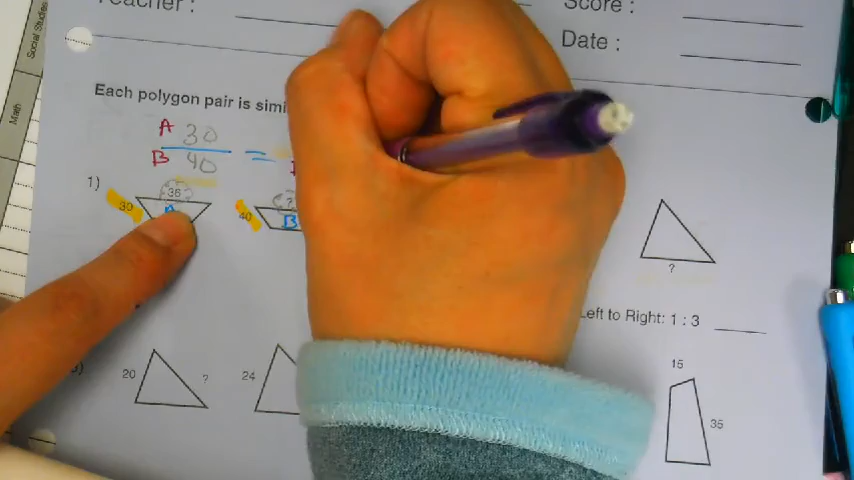 Teacher :
Score :
Date :
Social Studies
Math
Each polygon pair is simi
A 30
B 40 =
1) 30 36 40 ? B
?
Left to Right: 1 : 3
20 ? 24
15
35